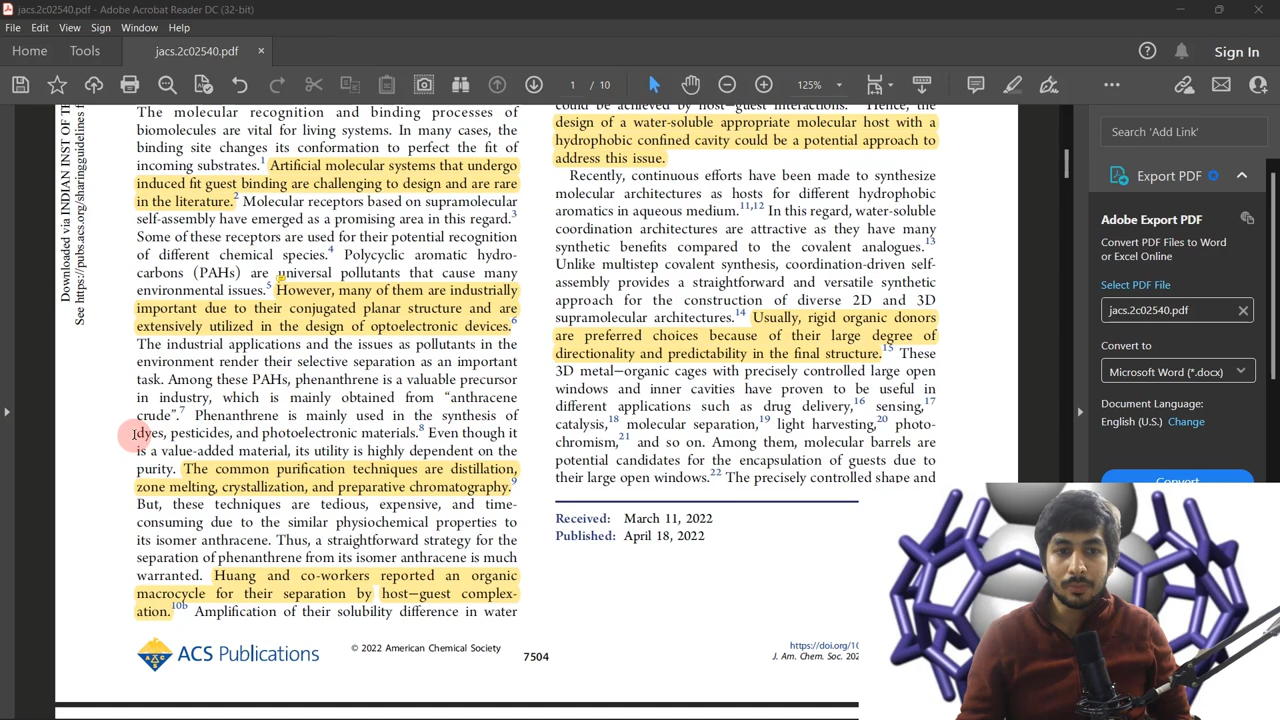 jacs.2c02540.pdf - Adobe Acrobat Reader DC (32-bit)
File Edit View Sign Window Help
Home Tools jacs.2c02540.pdf × Sign In
1 / 10 125%
Downloaded via INDIAN INST OF TE
See https://pubs.acs.org/sharingguidelines f
The molecular recognition and binding processes of
biomolecules are vital for living systems. In many cases, the
binding site changes its conformation to perfect the fit of
incoming substrates.1 Artificial molecular systems that undergo
induced fit guest binding are challenging to design and are rare
in the literature.2 Molecular receptors based on supramolecular
self-assembly have emerged as a promising area in this regard.3
Some of these receptors are used for their potential recognition
of different chemical species.4 Polycyclic aromatic hydro-
carbons (PAHs) are universal pollutants that cause many
environmental issues.5 However, many of them are industrially
important due to their conjugated planar structure and are
extensively utilized in the design of optoelectronic devices.6
The industrial applications and the issues as pollutants in the
environment render their selective separation as an important
task. Among these PAHs, phenanthrene is a valuable precursor
in industry, which is mainly obtained from “anthracene
crude”.7 Phenanthrene is mainly used in the synthesis of
dyes, pesticides, and photoelectronic materials.8 Even though it
is a value-added material, its utility is highly dependent on the
purity. The common purification techniques are distillation,
zone melting, crystallization, and preparative chromatography.9
But, these techniques are tedious, expensive, and time-
consuming due to the similar physiochemical properties to
its isomer anthracene. Thus, a straightforward strategy for the
separation of phenanthrene from its isomer anthracene is much
warranted. Huang and co-workers reported an organic
macrocycle for their separation by host−guest complex-
ation.10b Amplification of their solubility difference in water
could be achieved by host−guest interactions. Hence, the
design of a water-soluble appropriate molecular host with a
hydrophobic confined cavity could be a potential approach to
address this issue.
Recently, continuous efforts have been made to synthesize
molecular architectures as hosts for different hydrophobic
aromatics in aqueous medium.11,12 In this regard, water-soluble
coordination architectures are attractive as they have many
synthetic benefits compared to the covalent analogues.13
Unlike multistep covalent synthesis, coordination-driven self-
assembly provides a straightforward and versatile synthetic
approach for the construction of diverse 2D and 3D
supramolecular architectures.14 Usually, rigid organic donors
are preferred choices because of their large degree of
directionality and predictability in the final structure.15 These
3D metal−organic cages with precisely controlled large open
windows and inner cavities have proven to be useful in
different applications such as drug delivery,16 sensing,17
catalysis,18 molecular separation,19 light harvesting,20 photo-
chromism,21 and so on. Among them, molecular barrels are
potential candidates for the encapsulation of guests due to
their large open windows.22 The precisely controlled shape and
Received: March 11, 2022
Published: April 18, 2022
ACS Publications
© 2022 American Chemical Society
7504
https://doi.org/10
J. Am. Chem. Soc. 202
Search 'Add Link'
Export PDF
Adobe Export PDF
Convert PDF Files to Word
or Excel Online
Select PDF File
jacs.2c02540.pdf ×
Convert to
Microsoft Word (*.docx)
Document Language:
English (U.S.) Change
Convert